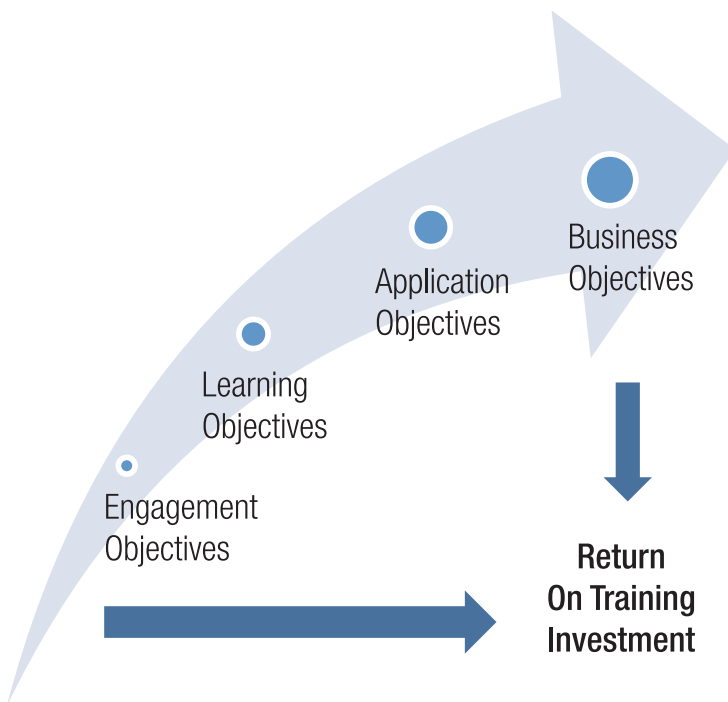 Business
Objectives
Application
Objectives
Learning
Objectives
Engagement
Objectives
Return
On Training
Investment